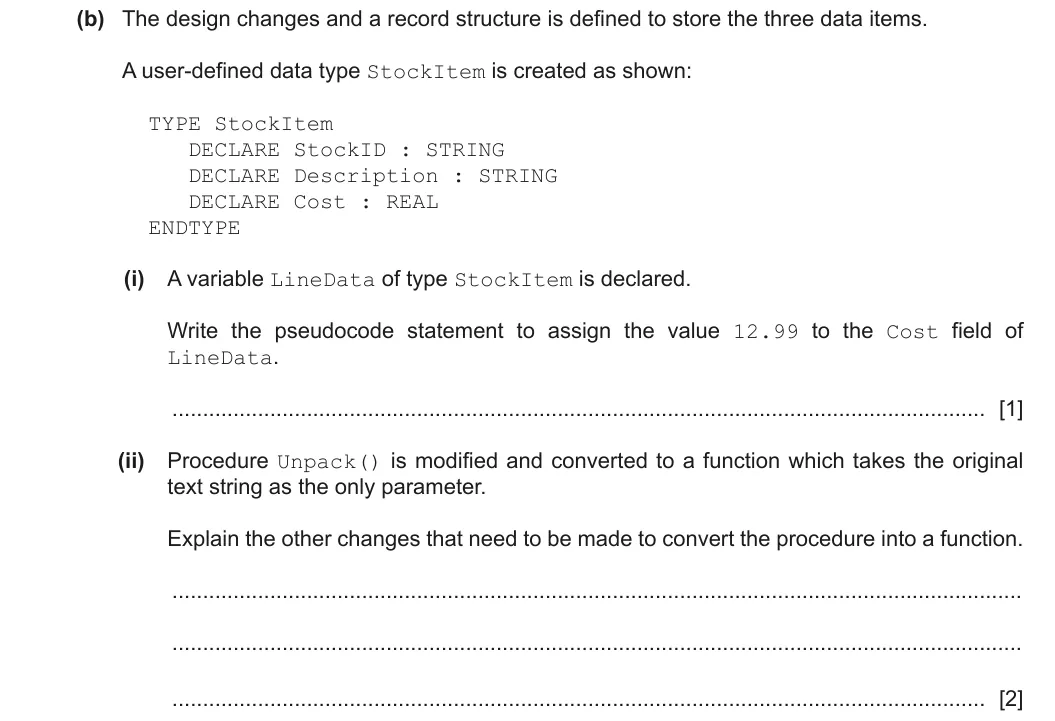 (b) The design changes and a record structure is defined to store the three data items.
A user-defined data type StockItem is created as shown:
TYPE StockItem
DECLARE StockID : STRING
DECLARE Description : STRING
DECLARE Cost : REAL
ENDTYPE
(i) A variable LineData of type StockItem is declared.
Write the pseudocode statement to assign the value 12.99 to the Cost field of
LineData.
[1]
(ii) Procedure Unpack() is modified and converted to a function which takes the original
text string as the only parameter.
Explain the other changes that need to be made to convert the procedure into a function.
[2]